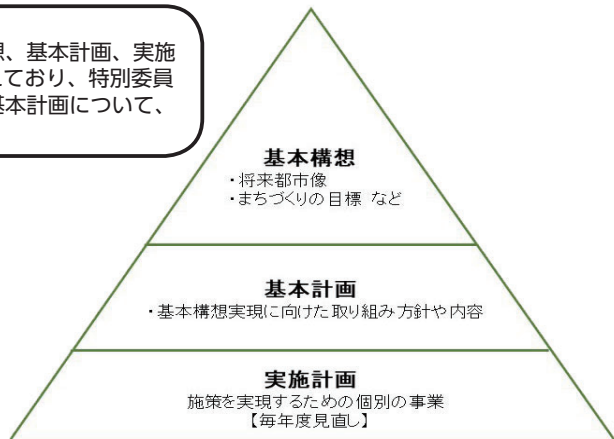 想、基本計画、実施
ており、特別委員
基本計画について、
基本構想
・将来都市像
・まちづくりの目標 など
基本計画
・基本構想実現に向けた取り組み方針や内容
実施計画
施策を実現するための個別の事業
【毎年度見直し】